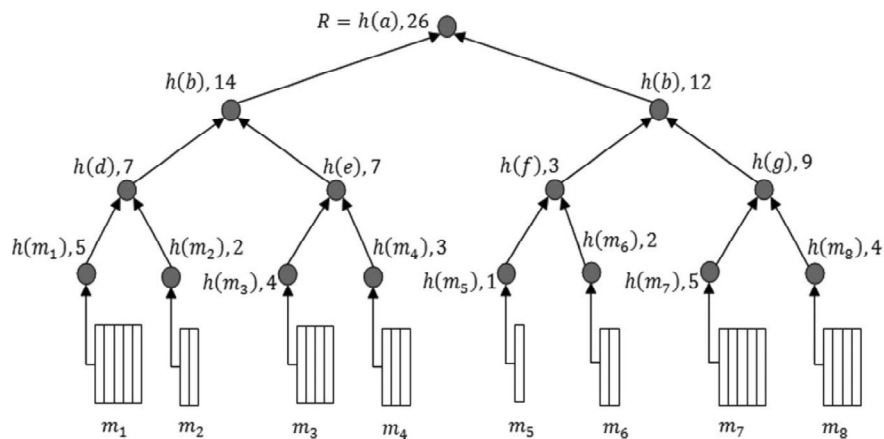 R = h(a),26
h(b),14
h(b),12
h(d),7
h(e),7
h(f),3
h(g),9
h(m₁),5
h(m₂),2
h(m₃),4
h(m₄),3
h(m₅),1
h(m₆),2
h(m₇),5
h(m₈),4
m₁
m₂
m₃
m₄
m₅
m₆
m₇
m₈